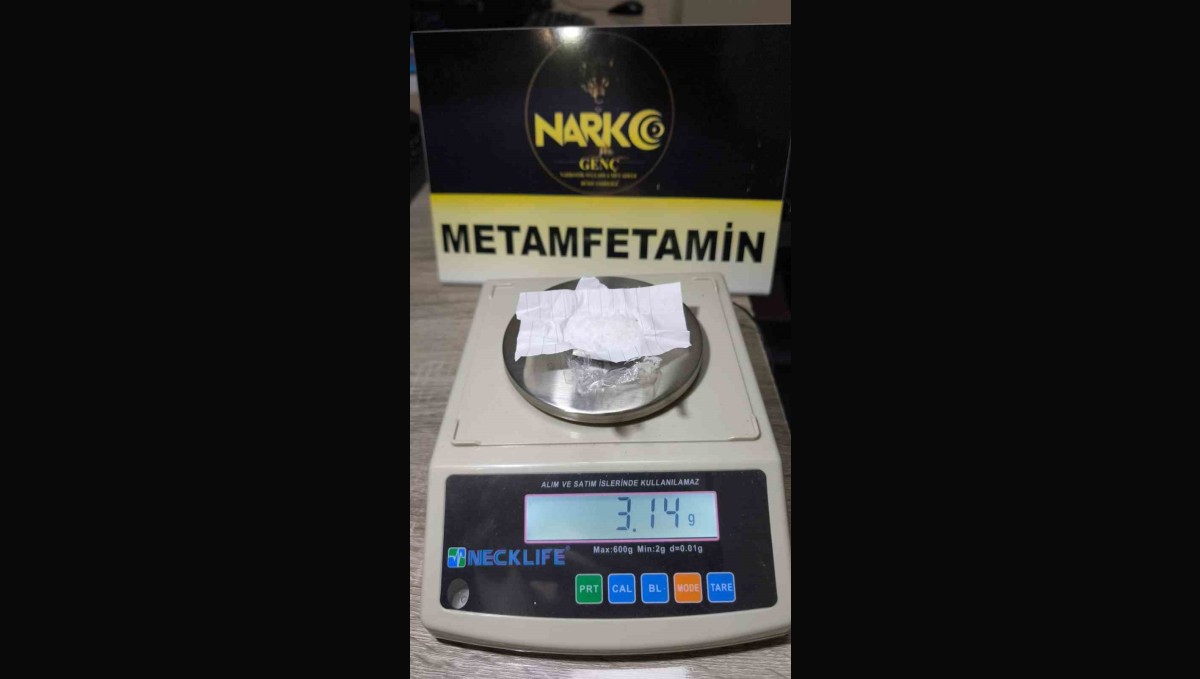 NARKO
GENÇ
METAMFETAMİN
ALIM VE SATIM İSLERİNDE KULLANILAMAZ
3.14 g
Max:600g Min:2g d=0.01g
NECKLIFE
PRT CAL BL MODE TARE